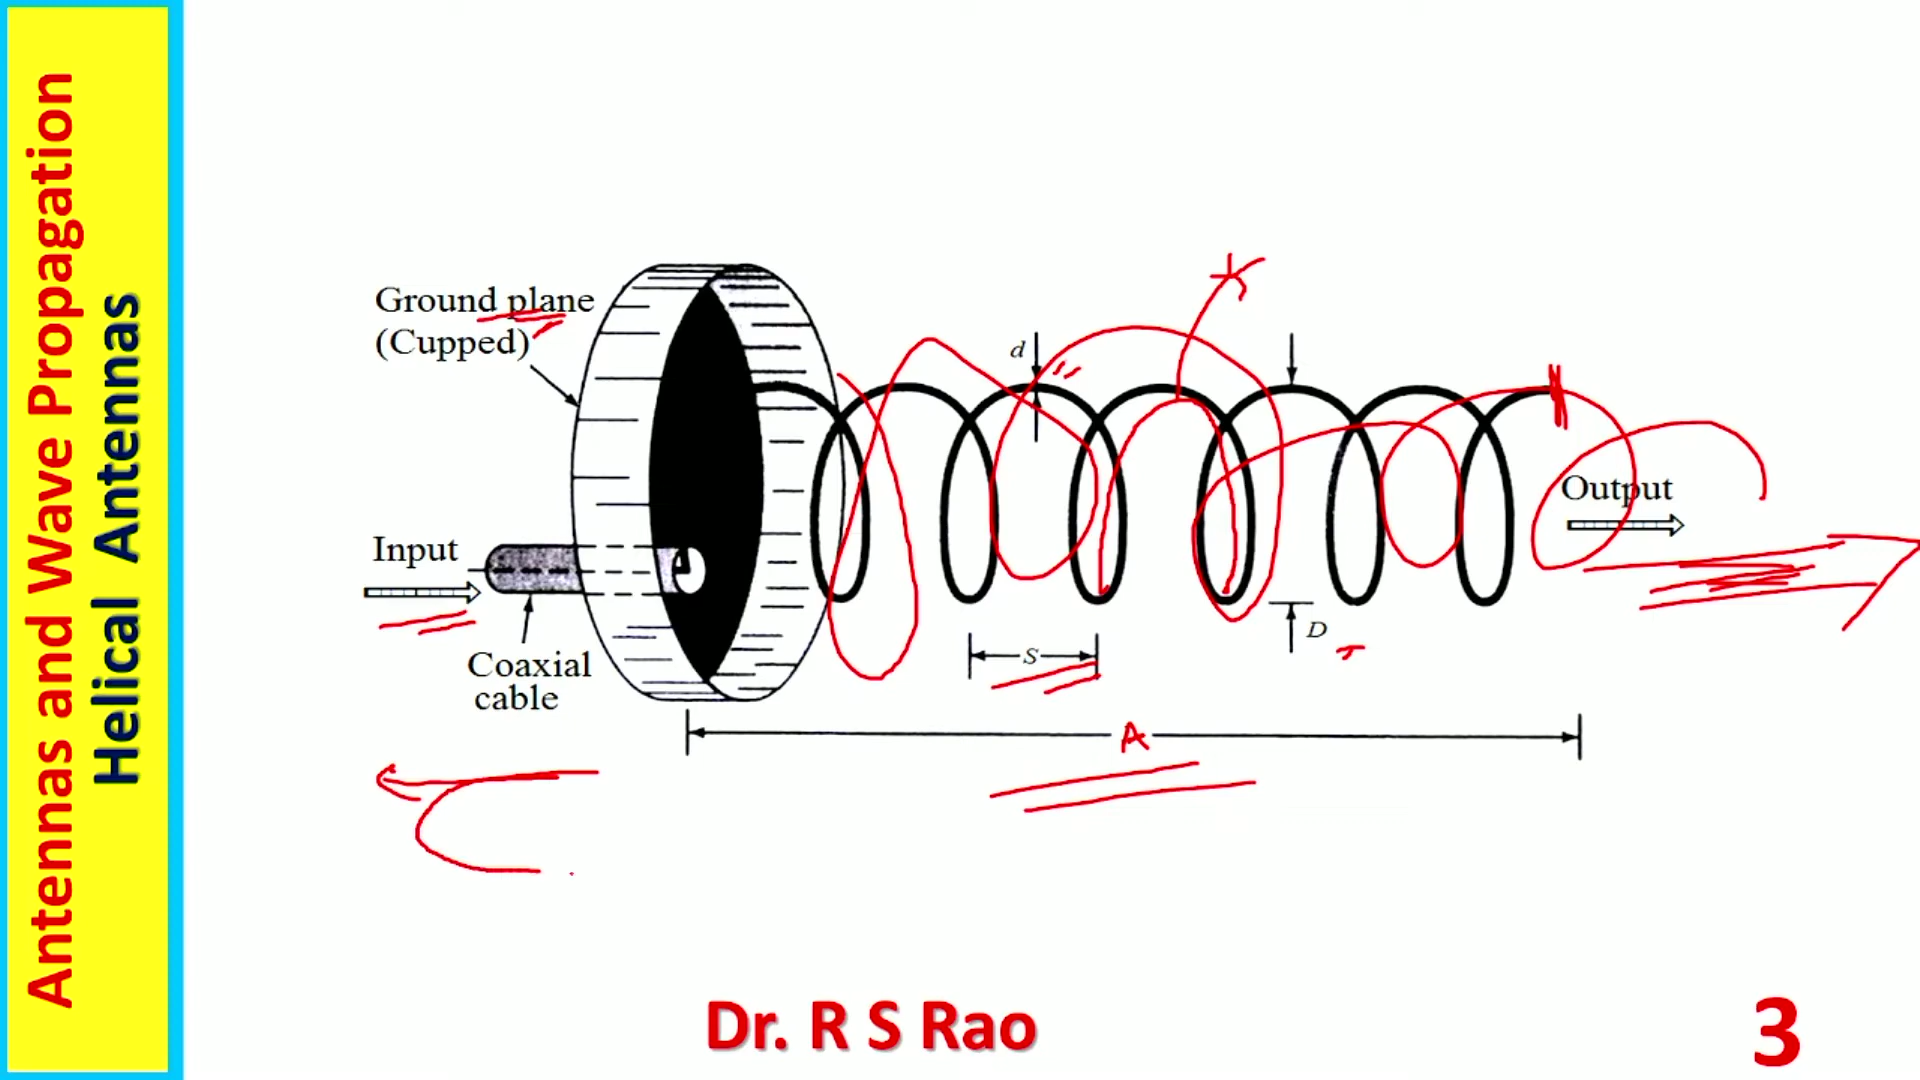 Antennas and Wave Propagation
Helical Antennas
Ground plane
(Cupped)
d
Input
Output
Coaxial
cable
S
D
A
Dr. R S Rao
3